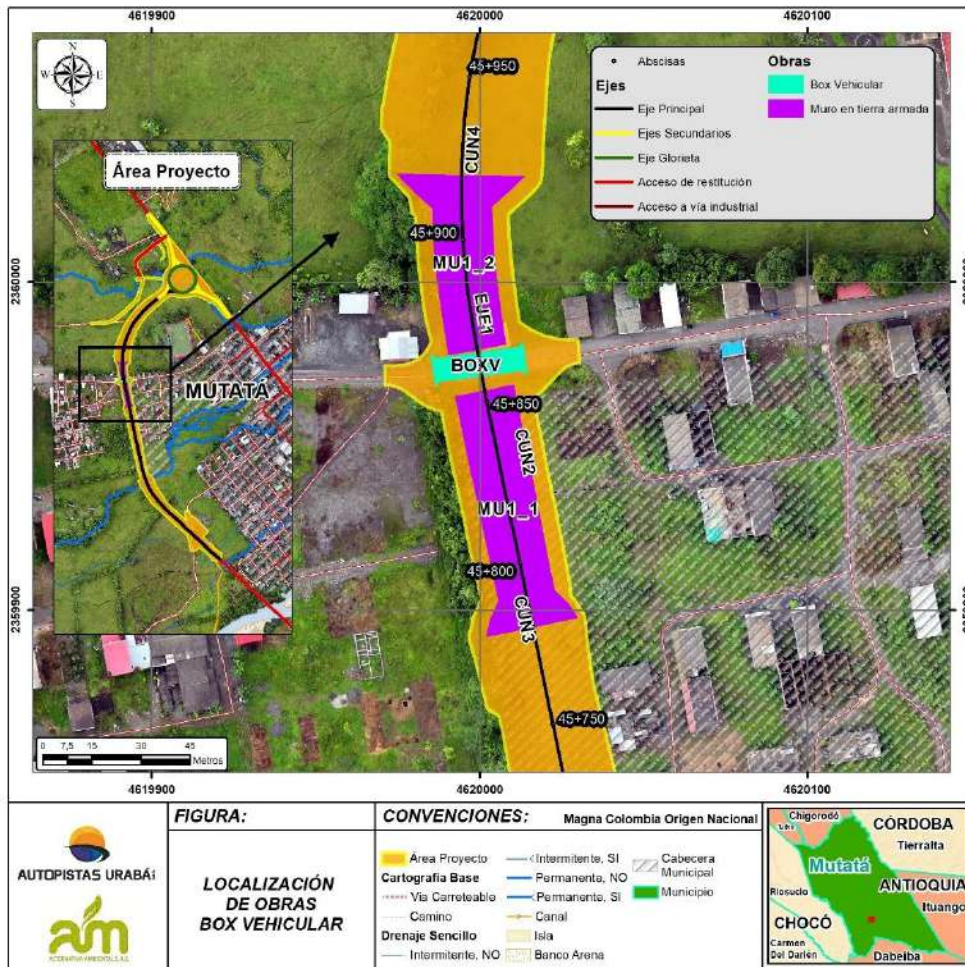 4619900
4620000
4620100
N
W
E
S
45+950
Abscisas
Ejes
Eje Principal
Ejes Secundarios
Eje Glorieta
Acceso de restitución
Acceso a vía industrial
Obras
Box Vehicular
Muro en tierra armada
Área Proyecto
MUTATÁ
CUN4
45+900
MU1_2
EJE1
BOXV
45+850
CUN2
MU1_1
45+800
CUN3
45+750
2360000
2359900
0 7,5 15 30 45
Metros
4619900
4620000
4620100
AUTOPISTAS URABÁ
am
FIGURA:
LOCALIZACIÓN
DE OBRAS
BOX VEHICULAR
CONVENCIONES:
Magna Colombia Origen Nacional
Área Proyecto
Cartografía Base
Vía Carreteable
Camino
Drenaje Sencillo
Intermitente, NO
Intermitente, SI
Permanente, NO
Permanente, SI
Canal
Isla
Banco Arena
Cabecera
Municipal
Municipio
Chigorodó
CÓRDOBA
Tierralta
Mutatá
Riosucio
ANTIOQUIA
Ituango
CHOCÓ
Carmen
Del Darién
Dabeiba